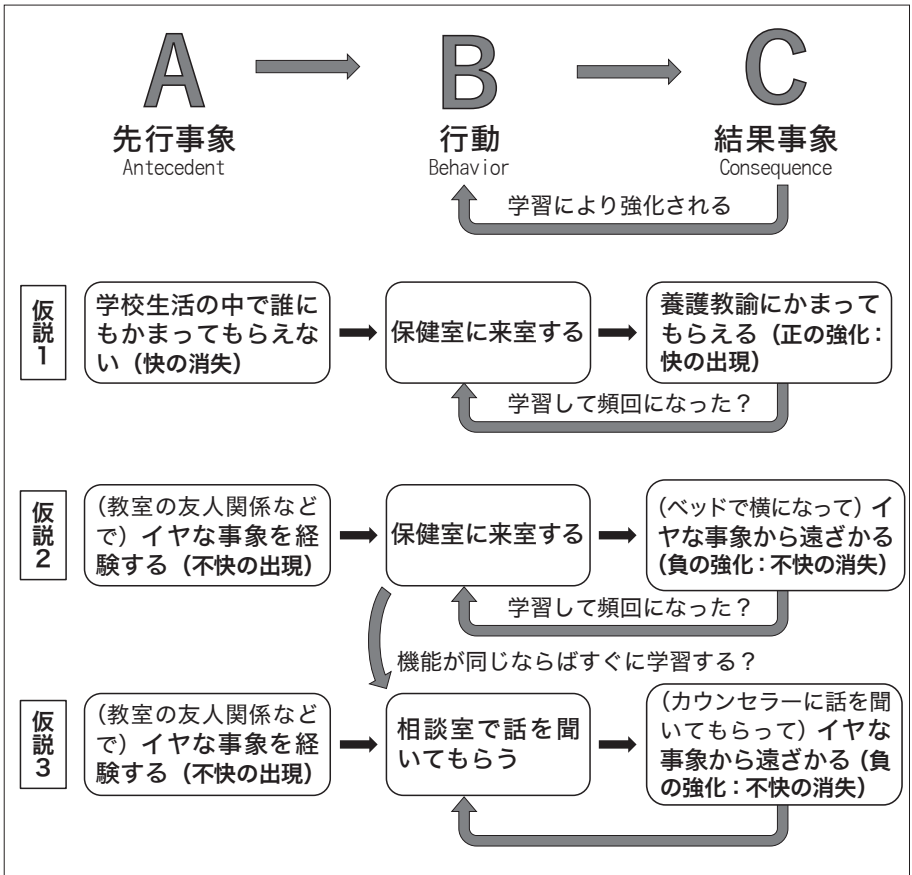 A
B
C
先行事象
行動
結果事象
Antecedent
Behavior
Consequence
学習により強化される
仮説1
学校生活の中で誰に
もかまってもらえな
い(快の消失)
保健室に来室する
養護教諭にかまって
もらえる(正の強化:
快の出現)
学習して頻回になった?
仮説2
(教室の友人関係など
で)イヤな事象を経
験する(不快の出現)
保健室に来室する
(ベッドで横になって)イ
ヤな事象から遠ざかる
(負の強化:不快の消失)
学習して頻回になった?
機能が同じならばすぐに学習する?
仮説3
(教室の友人関係など
で)イヤな事象を経
験する(不快の出現)
相談室で話を聞
いてもらう
(カウンセラーに話を聞
いてもらって)イヤな
事象から遠ざかる(負
の強化:不快の消失)